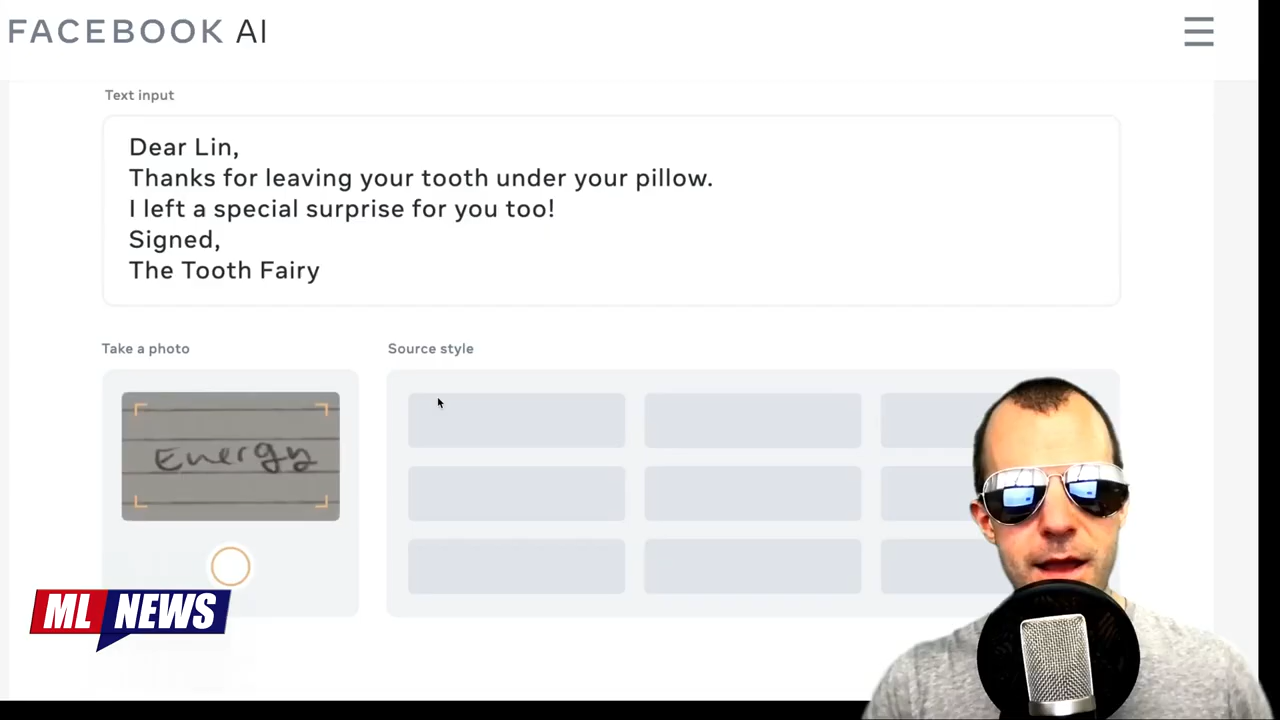 FACEBOOK AI
Text input
Dear Lin,
Thanks for leaving your tooth under your pillow.
I left a special surprise for you too!
Signed,
The Tooth Fairy
Take a photo
Source style
Energy
ML NEWS